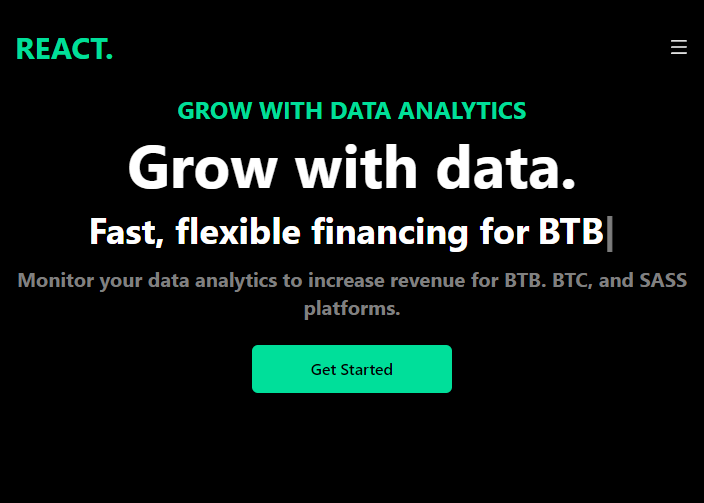 REACT.
GROW WITH DATA ANALYTICS
Grow with data.
Fast, flexible financing for BTB|
Monitor your data analytics to increase revenue for BTB. BTC, and SASS
platforms.
Get Started